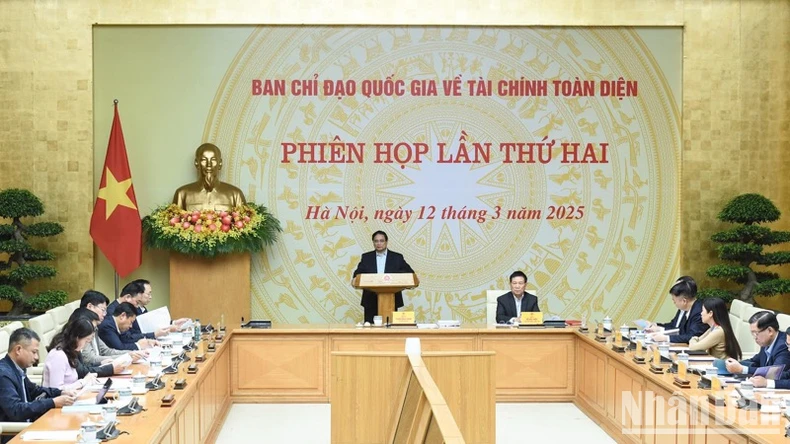 BAN CHỈ ĐẠO QUỐC GIA VỀ TÀI CHÍNH TOÀN DIỆN
PHIÊN HỌP LẦN THỨ HAI
Hà Nội, ngày 12 tháng 3 năm 2025
Nhân Dân